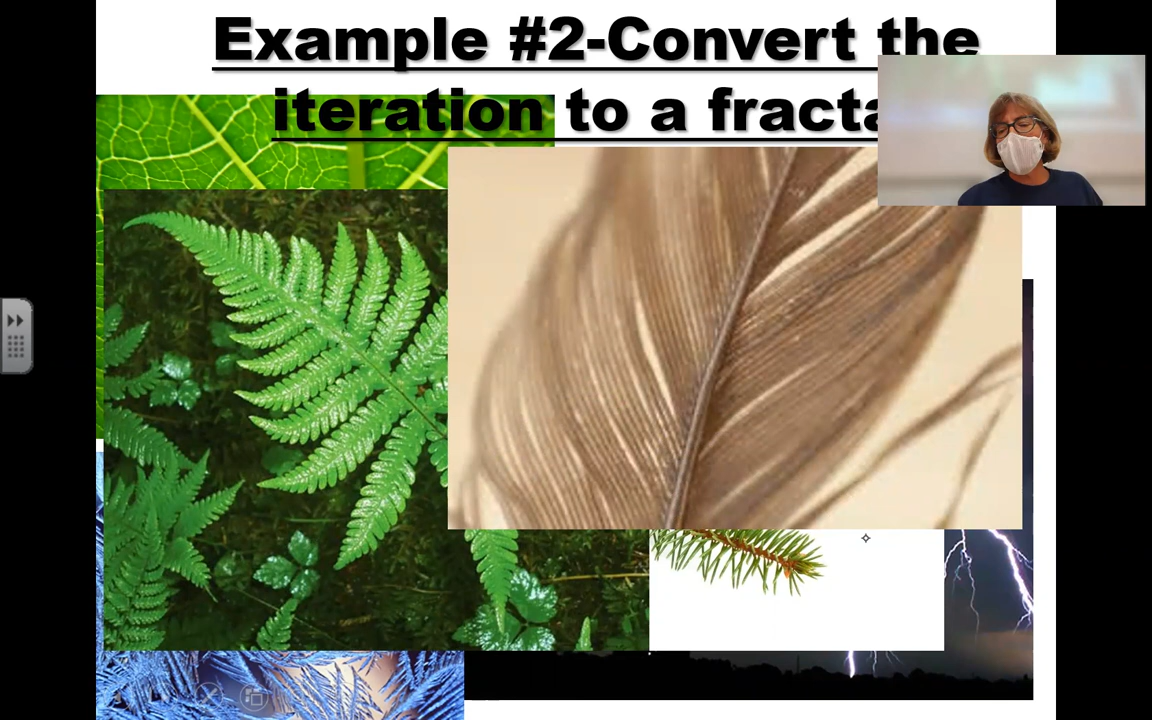 Example #2-Convert the
iteration to a fracta